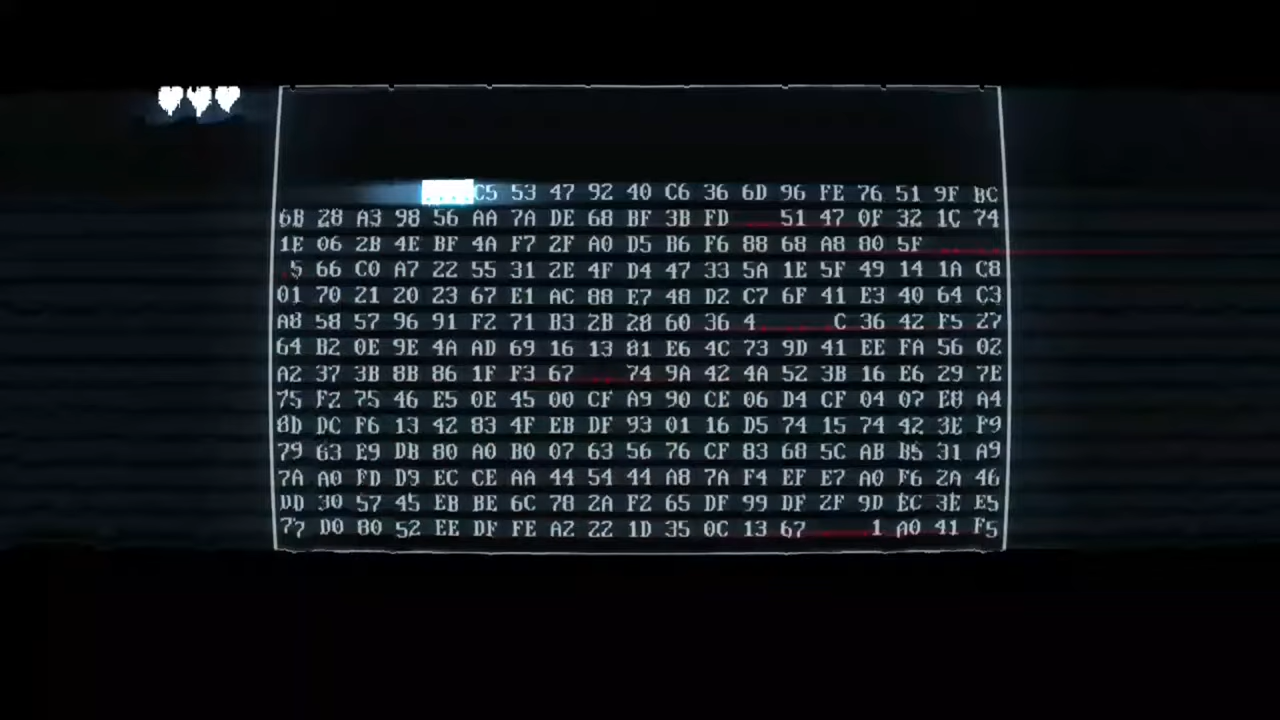 C5 53 47 92 40 C6 36 6D 96 FE 76 51 9F BC
6B 28 A3 98 56 AA 7A DE 68 BF 3B FD 51 47 0F 32 1C 74
1E 06 2B 4E BF 4A F7 2F A0 D5 B6 F6 88 68 A8 80 5F
5 66 C0 A7 22 55 31 2E 4F D4 47 33 5A 1E 5F 49 14 1A C8
01 70 21 20 23 67 E1 AC 88 E7 48 D2 C7 6F 41 E3 40 64 C3
A8 58 57 96 91 F2 71 B3 2B 28 60 36 4 C 36 42 F5 27
64 B2 0E 9E 4A AD 69 16 13 81 E6 4C 73 9D 41 EE FA 56 02
A2 37 3B 8B 86 1F F3 67 74 9A 42 4A 52 3B 16 E6 29 7E
75 F2 75 46 E5 0E 45 00 CF A9 90 CE 06 D4 CF 04 07 E8 A4
8D DC F6 13 42 83 4F EB DF 93 01 16 D5 74 15 74 42 3E F9
79 63 E9 DB 80 A0 B0 07 63 56 76 CF 83 68 5C AB B5 31 A9
7A A0 FD D9 EC CE AA 44 54 44 A8 7A F4 EF E7 A0 F6 2A 46
DD 30 57 45 EB BE 6C 78 2A F2 65 DF 99 DF 2F 9D EC 3E E5
77 D0 80 52 EE DF FE A2 22 1D 35 0C 13 67 1 A0 41 F5